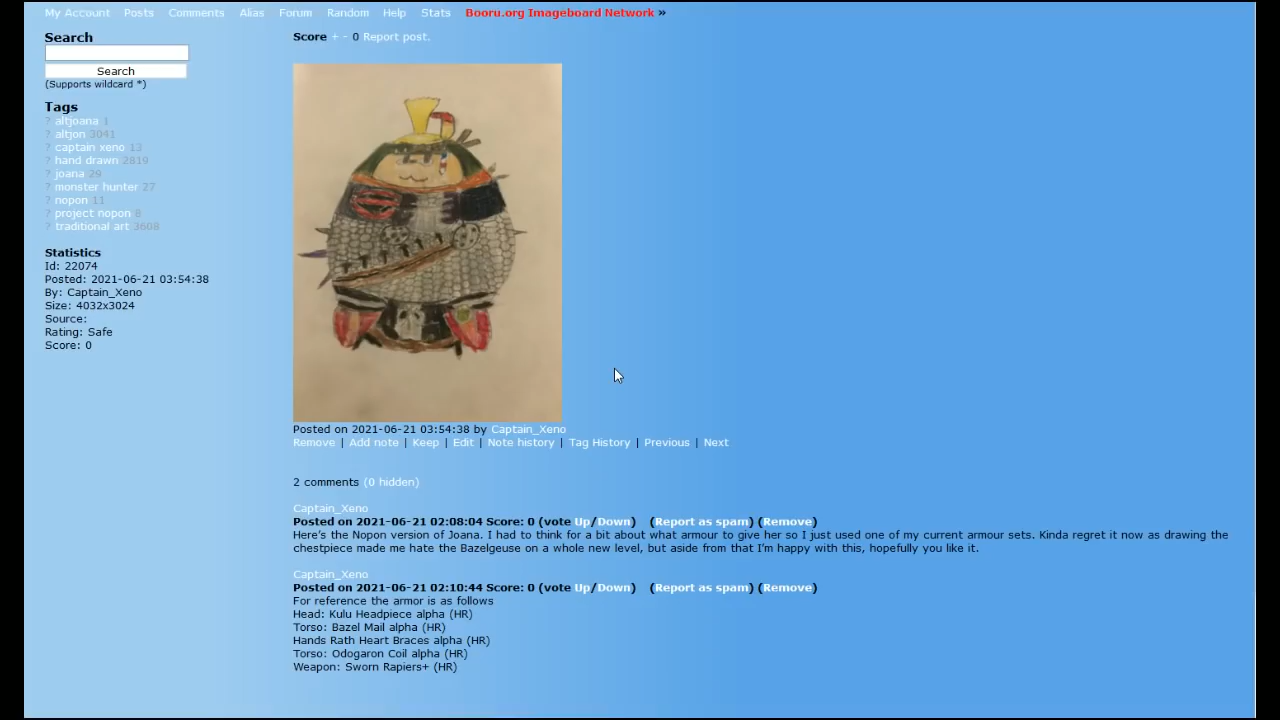 My Account Posts Comments Alias Forum Random Help Stats Booru.org Imageboard Network »
Search
Search
(Supports wildcard *)
Tags
? altjoana 1
? altjon 3041
? captain xeno 13
? hand drawn 2819
? joana 29
? monster hunter 27
? nopon 11
? project nopon 8
? traditional art 3608
Statistics
Id: 22074
Posted: 2021-06-21 03:54:38
By: Captain_Xeno
Size: 4032x3024
Source:
Rating: Safe
Score: 0
Score + - 0 Report post.
Posted on 2021-06-21 03:54:38 by Captain_Xeno
Remove | Add note | Keep | Edit | Note history | Tag History | Previous | Next
2 comments (0 hidden)
Captain_Xeno
Posted on 2021-06-21 02:08:04 Score: 0 (vote Up/Down) (Report as spam) (Remove)
Here's the Nopon version of Joana. I had to think for a bit about what armour to give her so I just used one of my current armour sets. Kinda regret it now as drawing the
chestpiece made me hate the Bazelgeuse on a whole new level, but aside from that I'm happy with this, hopefully you like it.
Captain_Xeno
Posted on 2021-06-21 02:10:44 Score: 0 (vote Up/Down) (Report as spam) (Remove)
For reference the armor is as follows
Head: Kulu Headpiece alpha (HR)
Torso: Bazel Mail alpha (HR)
Hands Rath Heart Braces alpha (HR)
Torso: Odogaron Coil alpha (HR)
Weapon: Sworn Rapiers+ (HR)